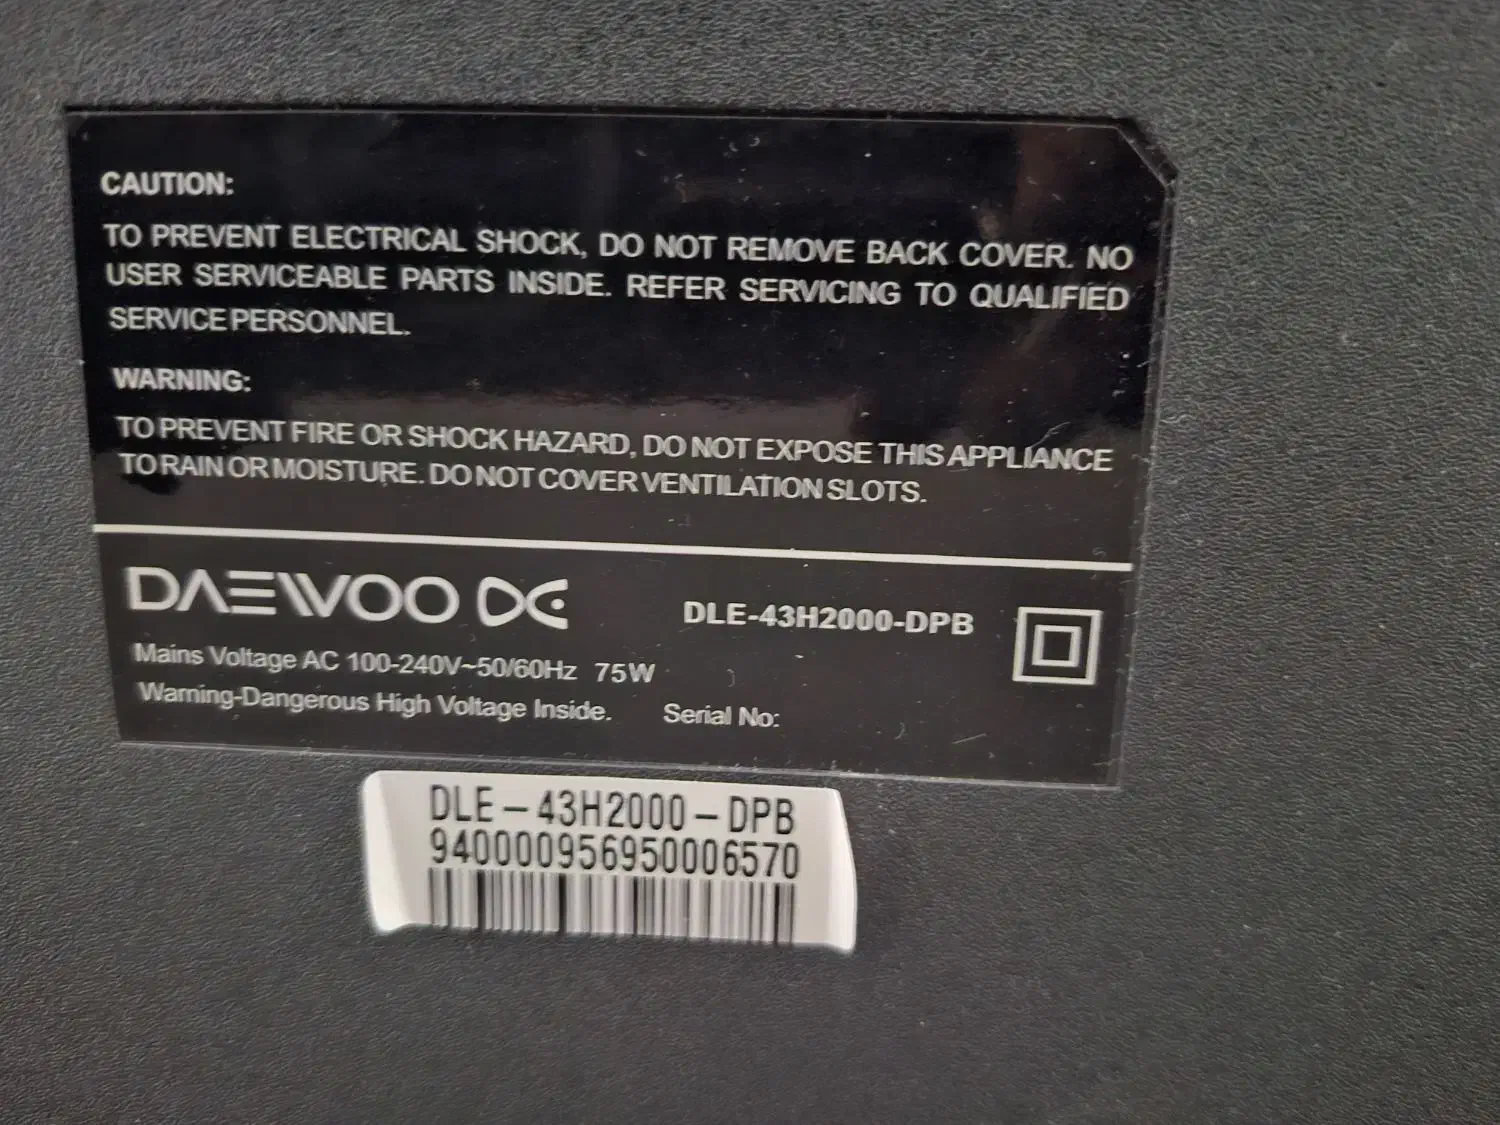 CAUTION:
TO PREVENT ELECTRICAL SHOCK, DO NOT REMOVE BACK COVER. NO
USER SERVICEABLE PARTS INSIDE. REFER SERVICING TO QUALIFIED
SERVICE PERSONNEL.
WARNING:
TO PREVENT FIRE OR SHOCK HAZARD, DO NOT EXPOSE THIS APPLIANCE
TO RAIN OR MOISTURE. DO NOT COVER VENTILATION SLOTS.
DAEWOO DLE-43H2000-DPB
Mains Voltage AC 100-240V~50/60Hz 75W
Warning-Dangerous High Voltage Inside. Serial No:
DLE-43H2000-DPB
940000956950006570